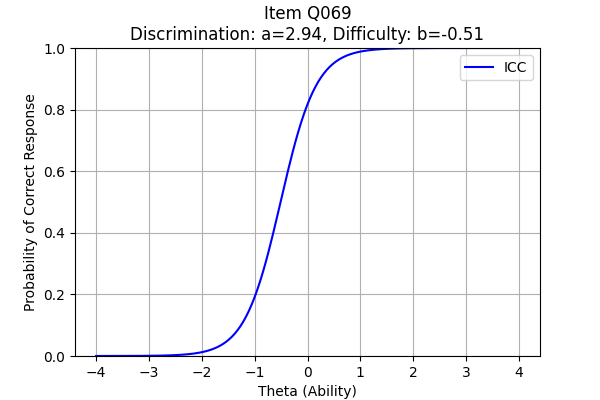 Item Q069
Discrimination: a=2.94, Difficulty: b=-0.51
ICC
Probability of Correct Response
1.0
0.8
0.6
0.4
0.2
0.0
−4 −3 −2 −1 0 1 2 3 4
Theta (Ability)